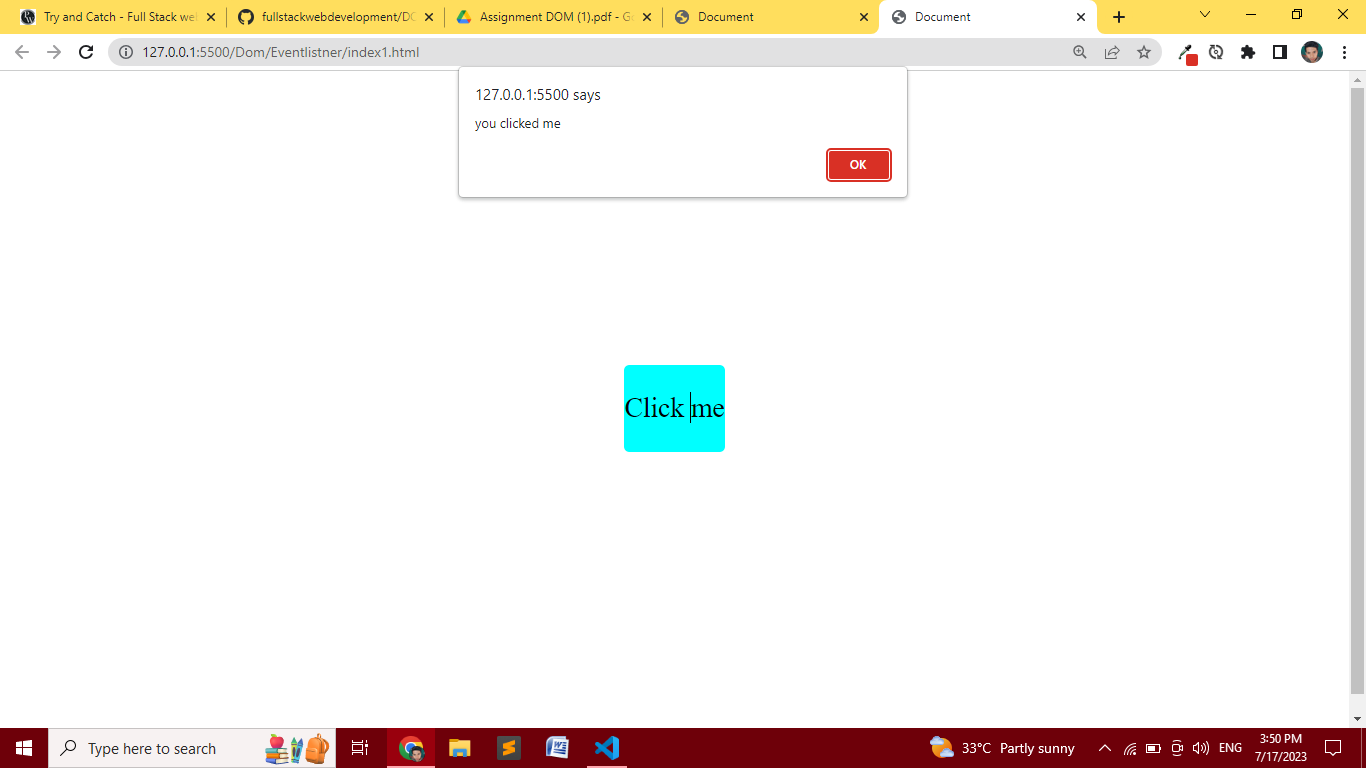 Try and Catch - Full Stack wel
fullstackwebdevelopment/DC
Assignment DOM (1).pdf - Go
Document
Document
127.0.0.1:5500/Dom/Eventlistner/index1.html
127.0.0.1:5500 says
you clicked me
OK
Click me
Type here to search
33°C Partly sunny
ENG
3:50 PM
7/17/2023